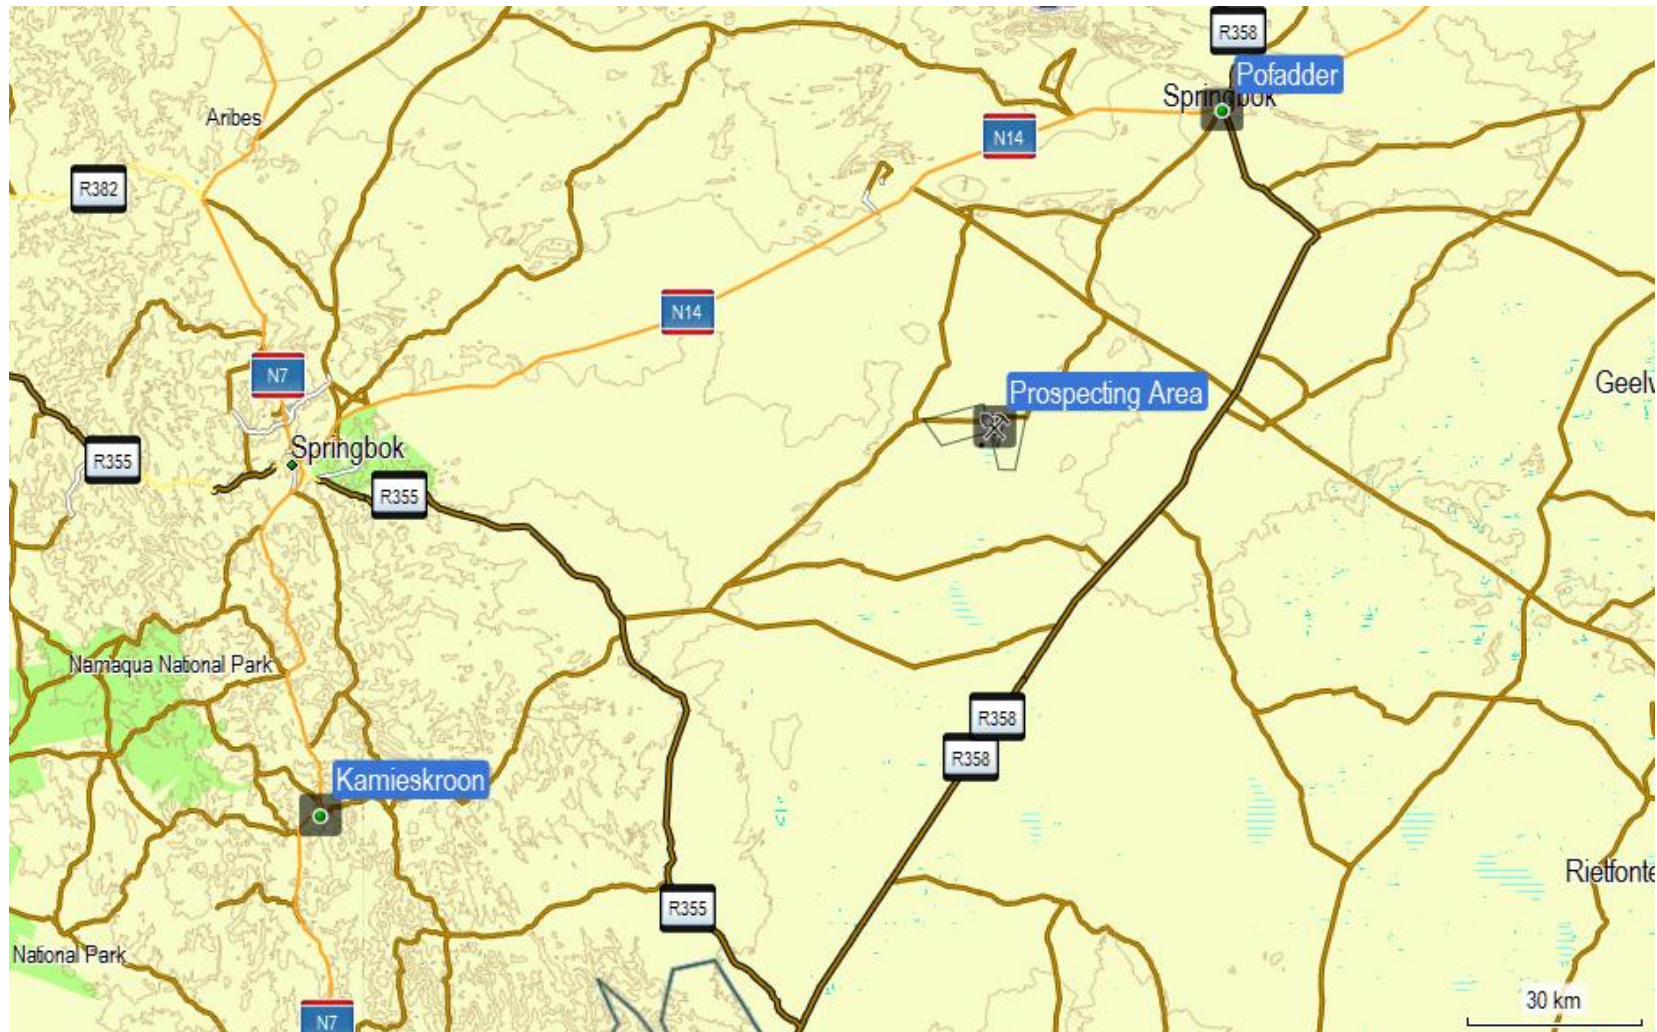 R358
Pofadder
Springbok
Aribes
N14
R382
N14
N7
Geelv
Prospecting Area
Springbok
R355
R355
Namaqua National Park
R358
R358
Kamieskroon
Rietfonte
R355
National Park
30 km
N7